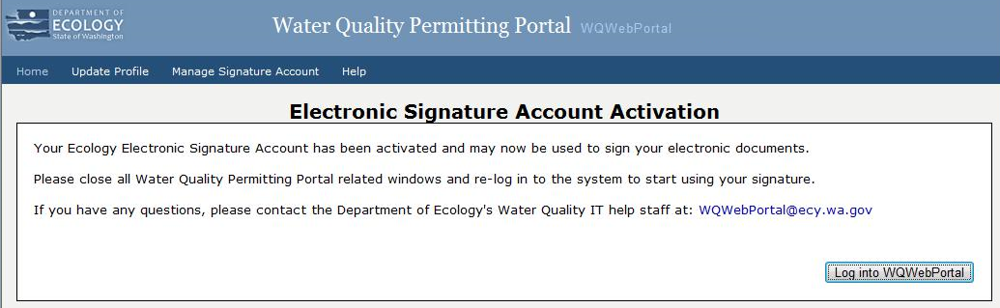 DEPARTMENT OF
ECOLOGY
State of Washington
Water Quality Permitting Portal WQWebPortal
Home Update Profile Manage Signature Account Help
Electronic Signature Account Activation
Your Ecology Electronic Signature Account has been activated and may now be used to sign your electronic documents.
Please close all Water Quality Permitting Portal related windows and re-log in to the system to start using your signature.
If you have any questions, please contact the Department of Ecology's Water Quality IT help staff at: WQWebPortal@ecy.wa.gov
Log into WQWebPortal